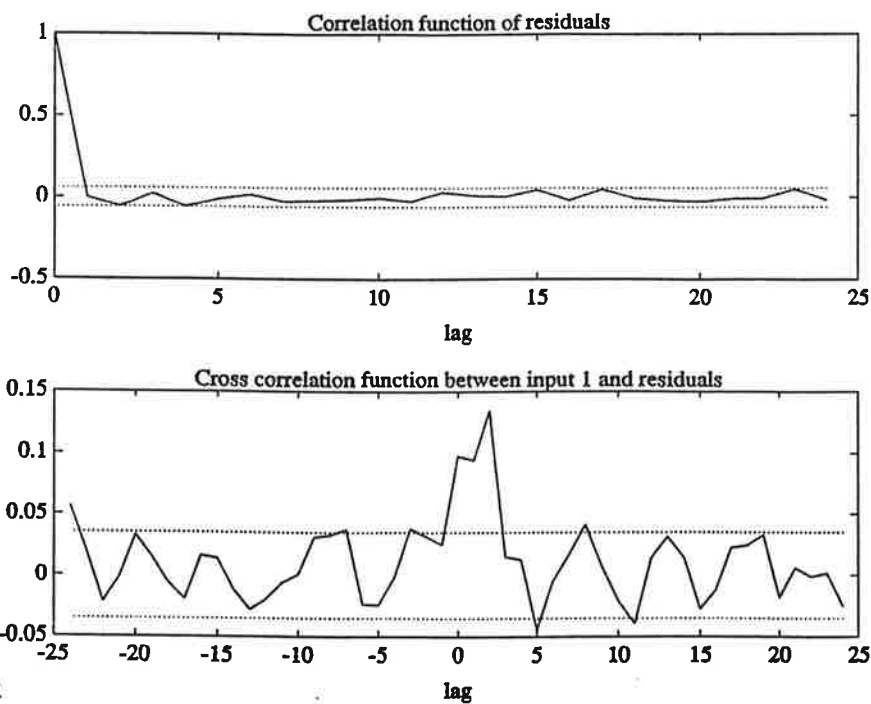 Correlation function of residuals
1
0.5
0
-0.5
0 5 10 15 20 25
lag
Cross correlation function between input 1 and residuals
0.15
0.1
0.05
0
-0.05
-25 -20 -15 -10 -5 0 5 10 15 20 25
lag